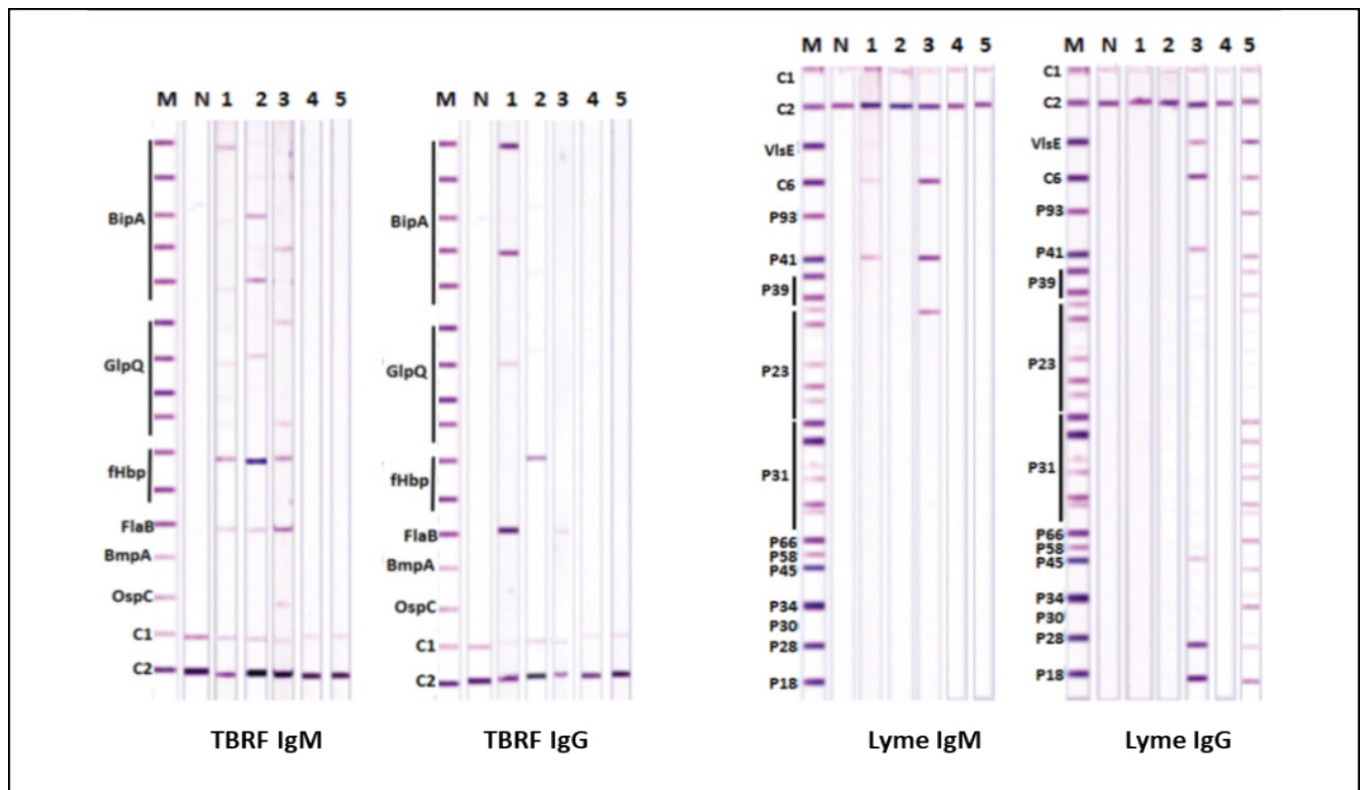 M N 1 2 3 4 5
BipA
GlpQ
fHbp
FlaB
BmpA
OspC
C1
C2
TBRF IgM
M N 1 2 3 4 5
BipA
GlpQ
fHbp
FlaB
BmpA
OspC
C1
C2
TBRF IgG
M N 1 2 3 4 5
C1
C2
VlsE
C6
P93
P41
P39
P23
P31
P66
P58
P45
P34
P30
P28
P18
Lyme IgM
M N 1 2 3 4 5
C1
C2
VlsE
C6
P93
P41
P39
P23
P31
P66
P58
P45
P34
P30
P28
P18
Lyme IgG